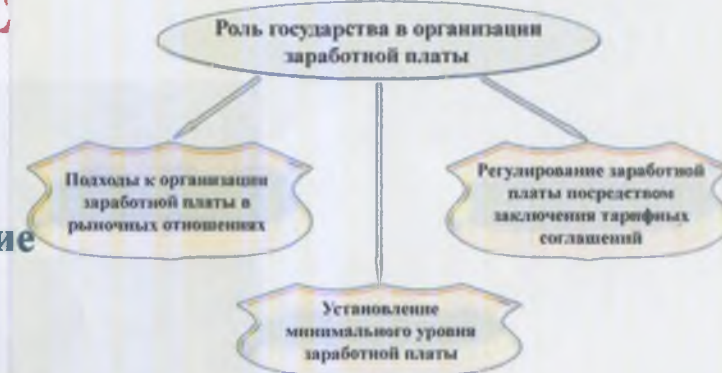 С
Роль государства в организации
заработной платы
Подходы к организации
заработной платы в
рыночных отношениях
Регулирование заработной
платы посредством
заключения тарифных
соглашений
ие
Установление
минимального уровня
заработной платы